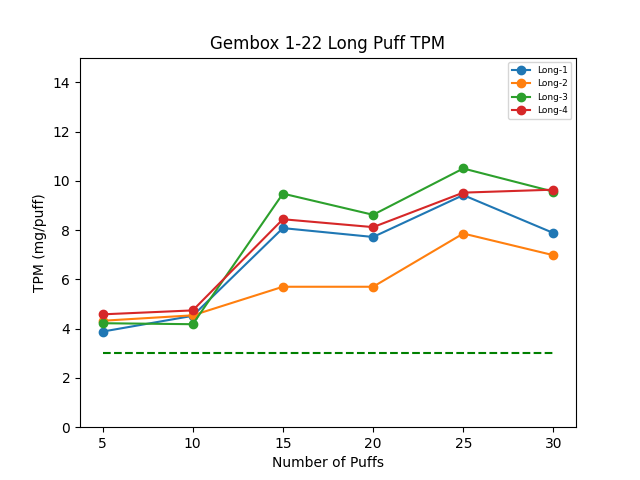 Gembox 1-22 Long Puff TPM
Long-1
Long-2
Long-3
Long-4
TPM (mg/puff)
14
12
10
8
6
4
2
0
5 10 15 20 25 30
Number of Puffs